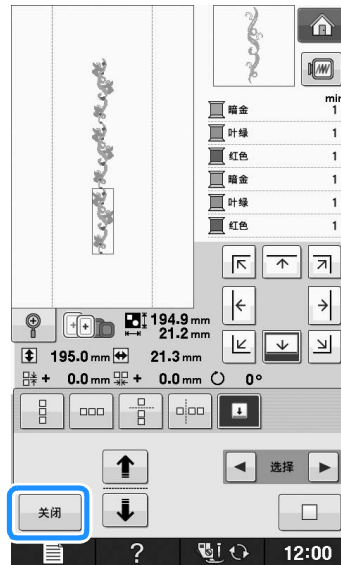 min
暗金 1
叶绿 1
红色 1
暗金 1
叶绿 1
红色 1
194.9 mm
21.2 mm
195.0 mm 21.3 mm
+ 0.0 mm + 0.0 mm 0°
选择
关闭
? 12:00